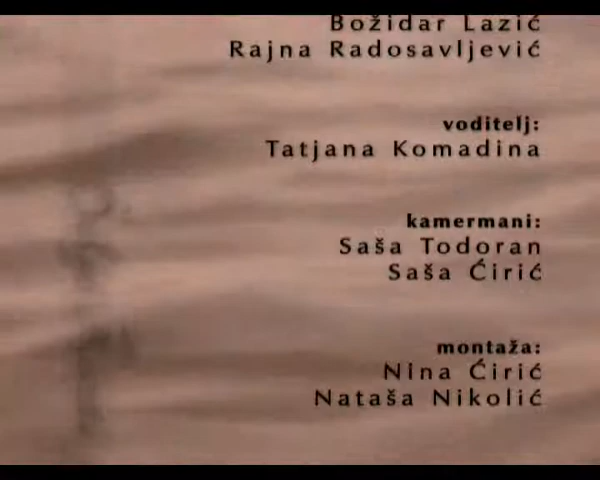 Božidar Lazić
Rajna Radosavljević
voditelj:
Tatjana Komadina
kamermani:
Saša Todoran
Saša Ćirić
montaža:
Nina Ćirić
Nataša Nikolić